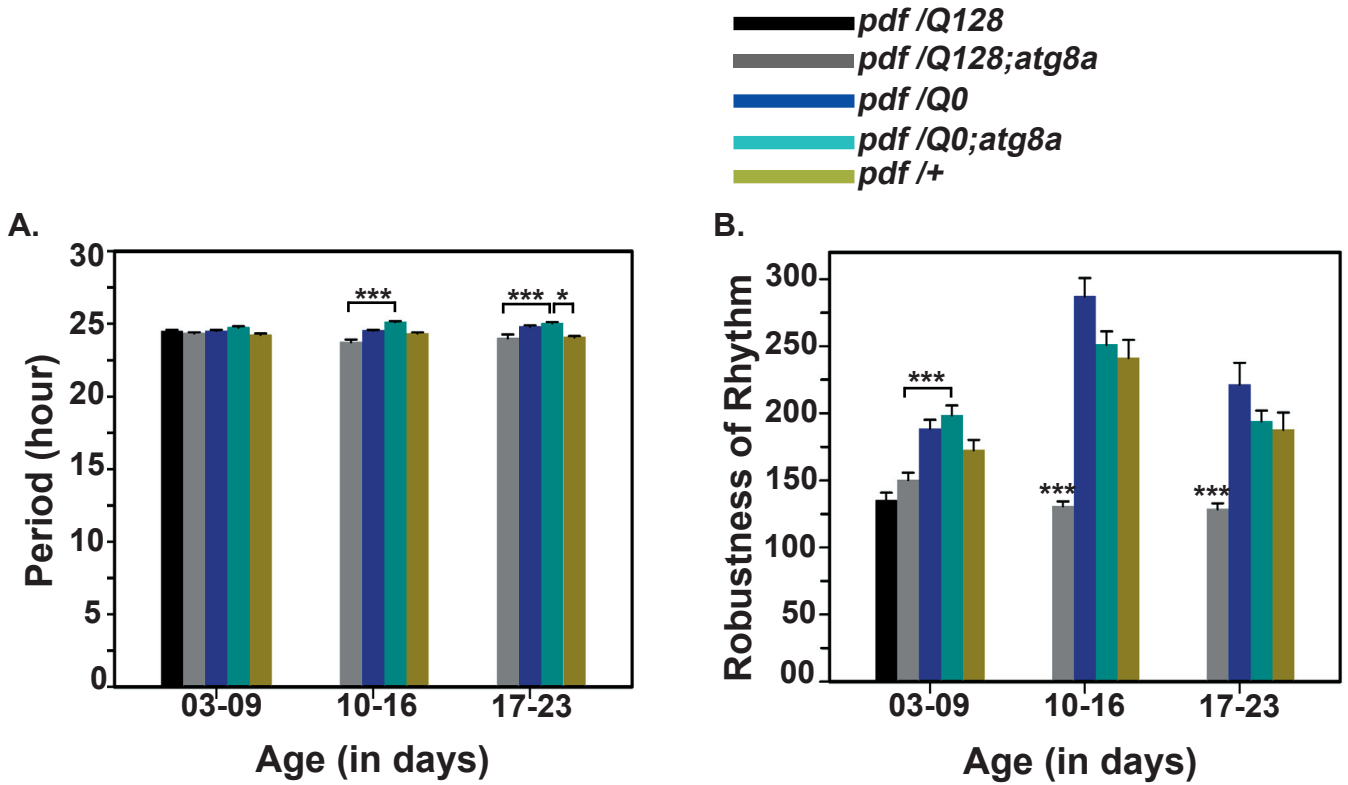 pdf /Q128
pdf /Q128;atg8a
pdf /Q0
pdf /Q0;atg8a
pdf /+
A.
Period (hour)
30
25
20
15
10
5
0
***
*** *
03-09 10-16 17-23
Age (in days)
B.
Robustness of Rhythm
300
250
200
150
100
50
00
***
*** ***
03-09 10-16 17-23
Age (in days)